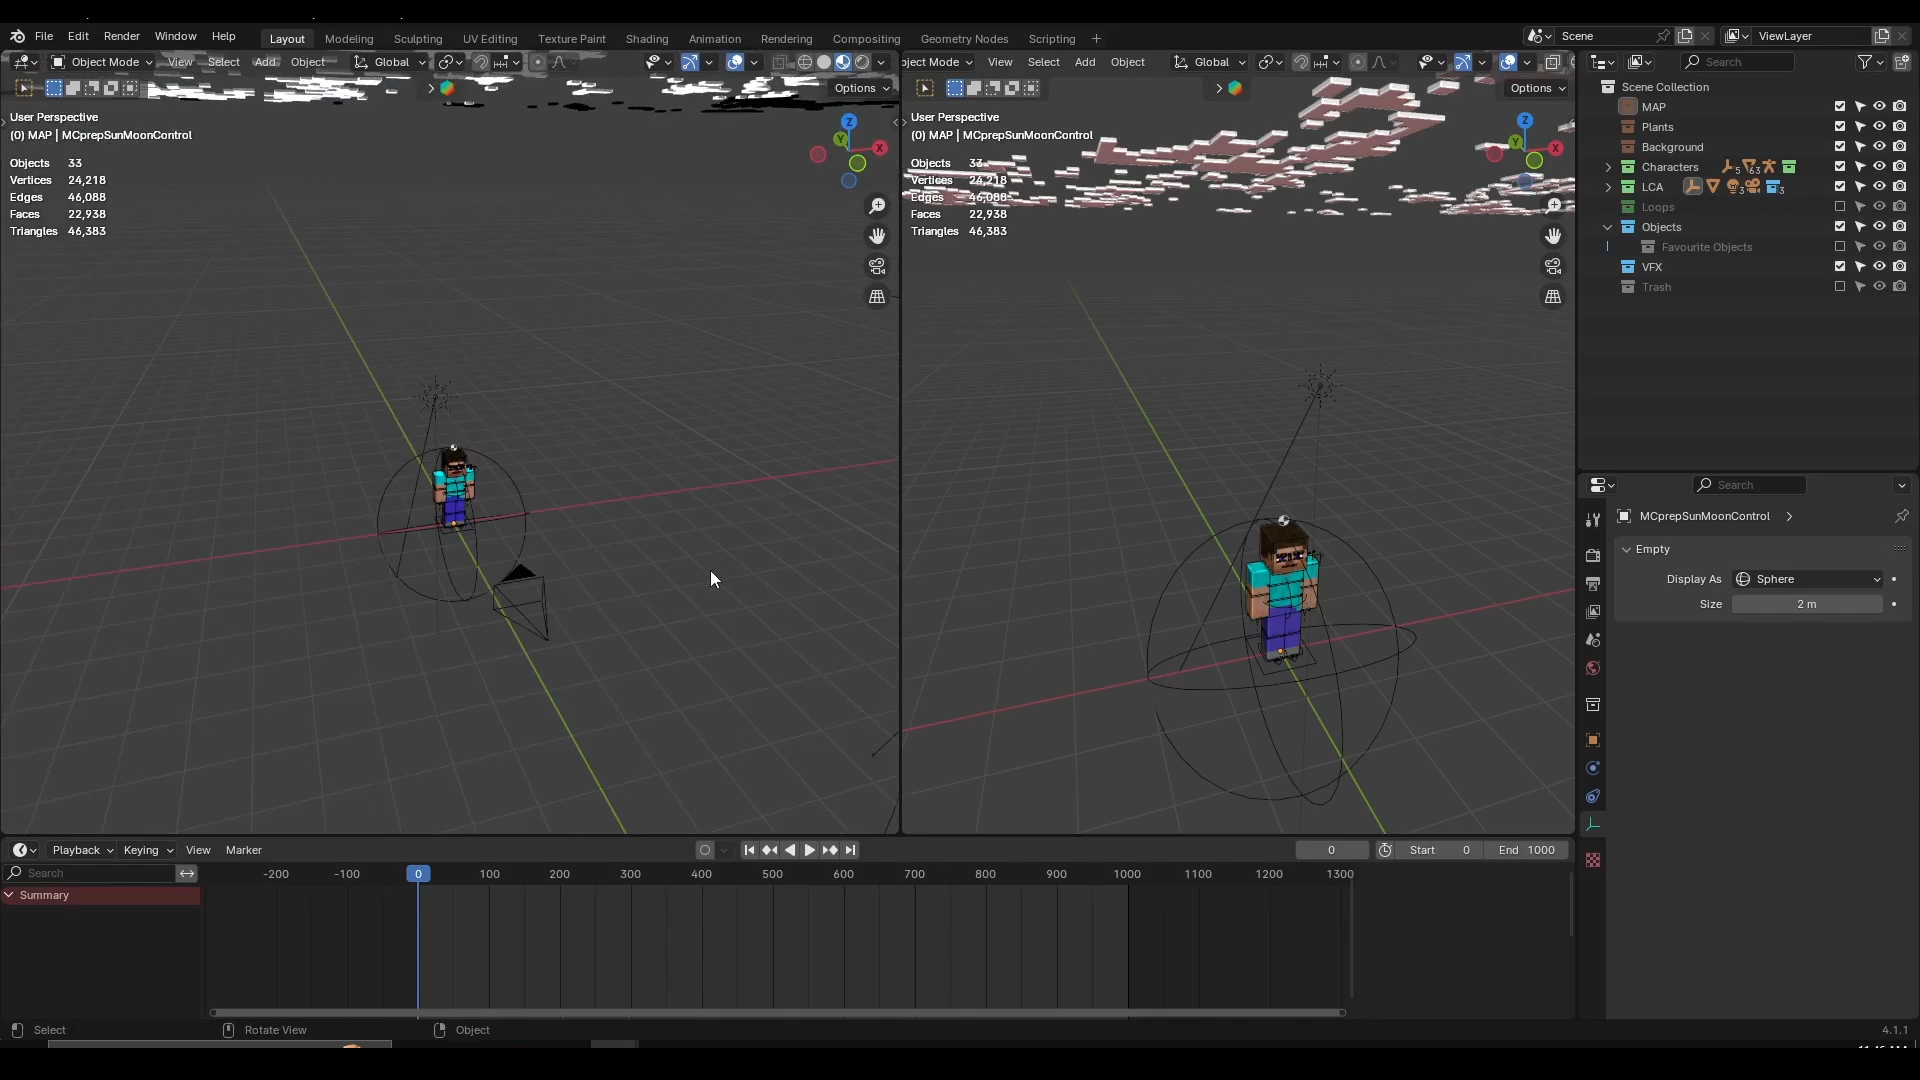 File Edit Render Window Help Layout Modeling Sculpting UV Editing Texture Paint Shading Animation Rendering Compositing Geometry Nodes Scripting + Scene ViewLayer
Object Mode View Select Add Object Global
Options
User Perspective
(0) MAP | MCprepSunMoonControl
Objects 33
Vertices 24,218
Edges 46,088
Faces 22,938
Triangles 46,383
Z
Y
X
ject Mode View Select Add Object Global
Options
User Perspective
(0) MAP | MCprepSunMoonControl
Objects 33
Vertices 24,218
Edges 46,088
Faces 22,938
Triangles 46,383
Z
Y
X
Search
Scene Collection
MAP
Plants
Background
Characters 5 63
LCA 3 3
Loops
Objects
Favourite Objects
VFX
Trash
Search
MCprepSunMoonControl
Empty
Display As Sphere
Size 2 m
Playback Keying View Marker 0 Start 0 End 1000
Search -200 -100 0 100 200 300 400 500 600 700 800 900 1000 1100 1200 1300
Summary
Select Rotate View Object 4.1.1